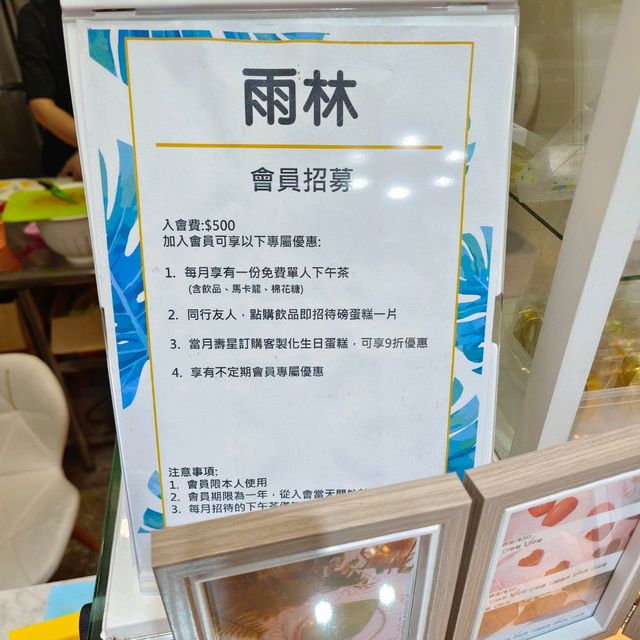 雨林
會員招募
入會費:$500
加入會員可享以下專屬優惠:
1. 每月享有一份免費單人下午茶
(含飲品、馬卡龍、棉花糖)
2. 同行友人，點購飲品即招待磅蛋糕一片
3. 當月壽星訂購客製化生日蛋糕，可享9折優惠
4. 享有不定期會員專屬優惠
注意事項:
1. 會員限本人使用
2. 會員期限為一年，從入會當天開始
3. 每月招待的下午茶